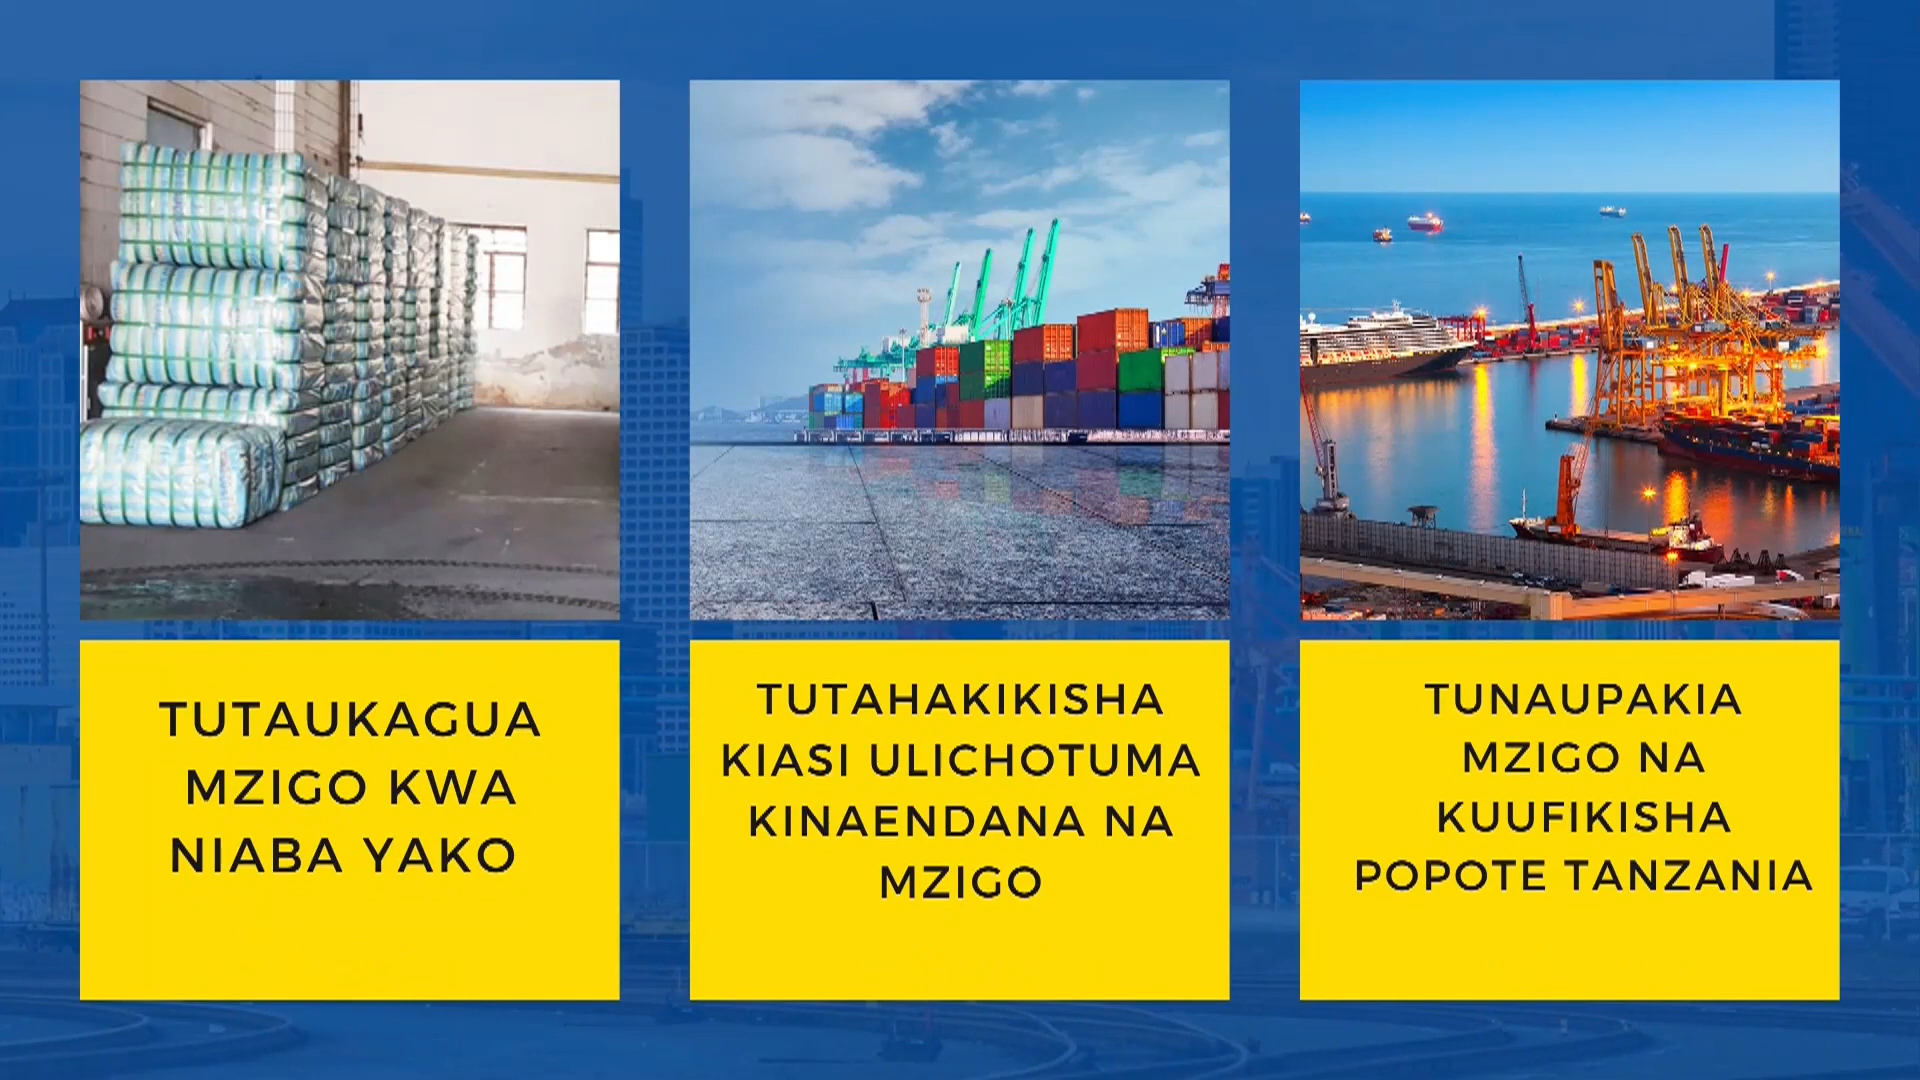 TUTAUKAGUA
MZIGO KWA
NIABA YAKO
TUTAHAKIKISHA
KIASI ULICHOTUMA
KINAENDANA NA
MZIGO
TUNAUPAKIA
MZIGO NA
KUUFIKISHA
POPOTE TANZANIA